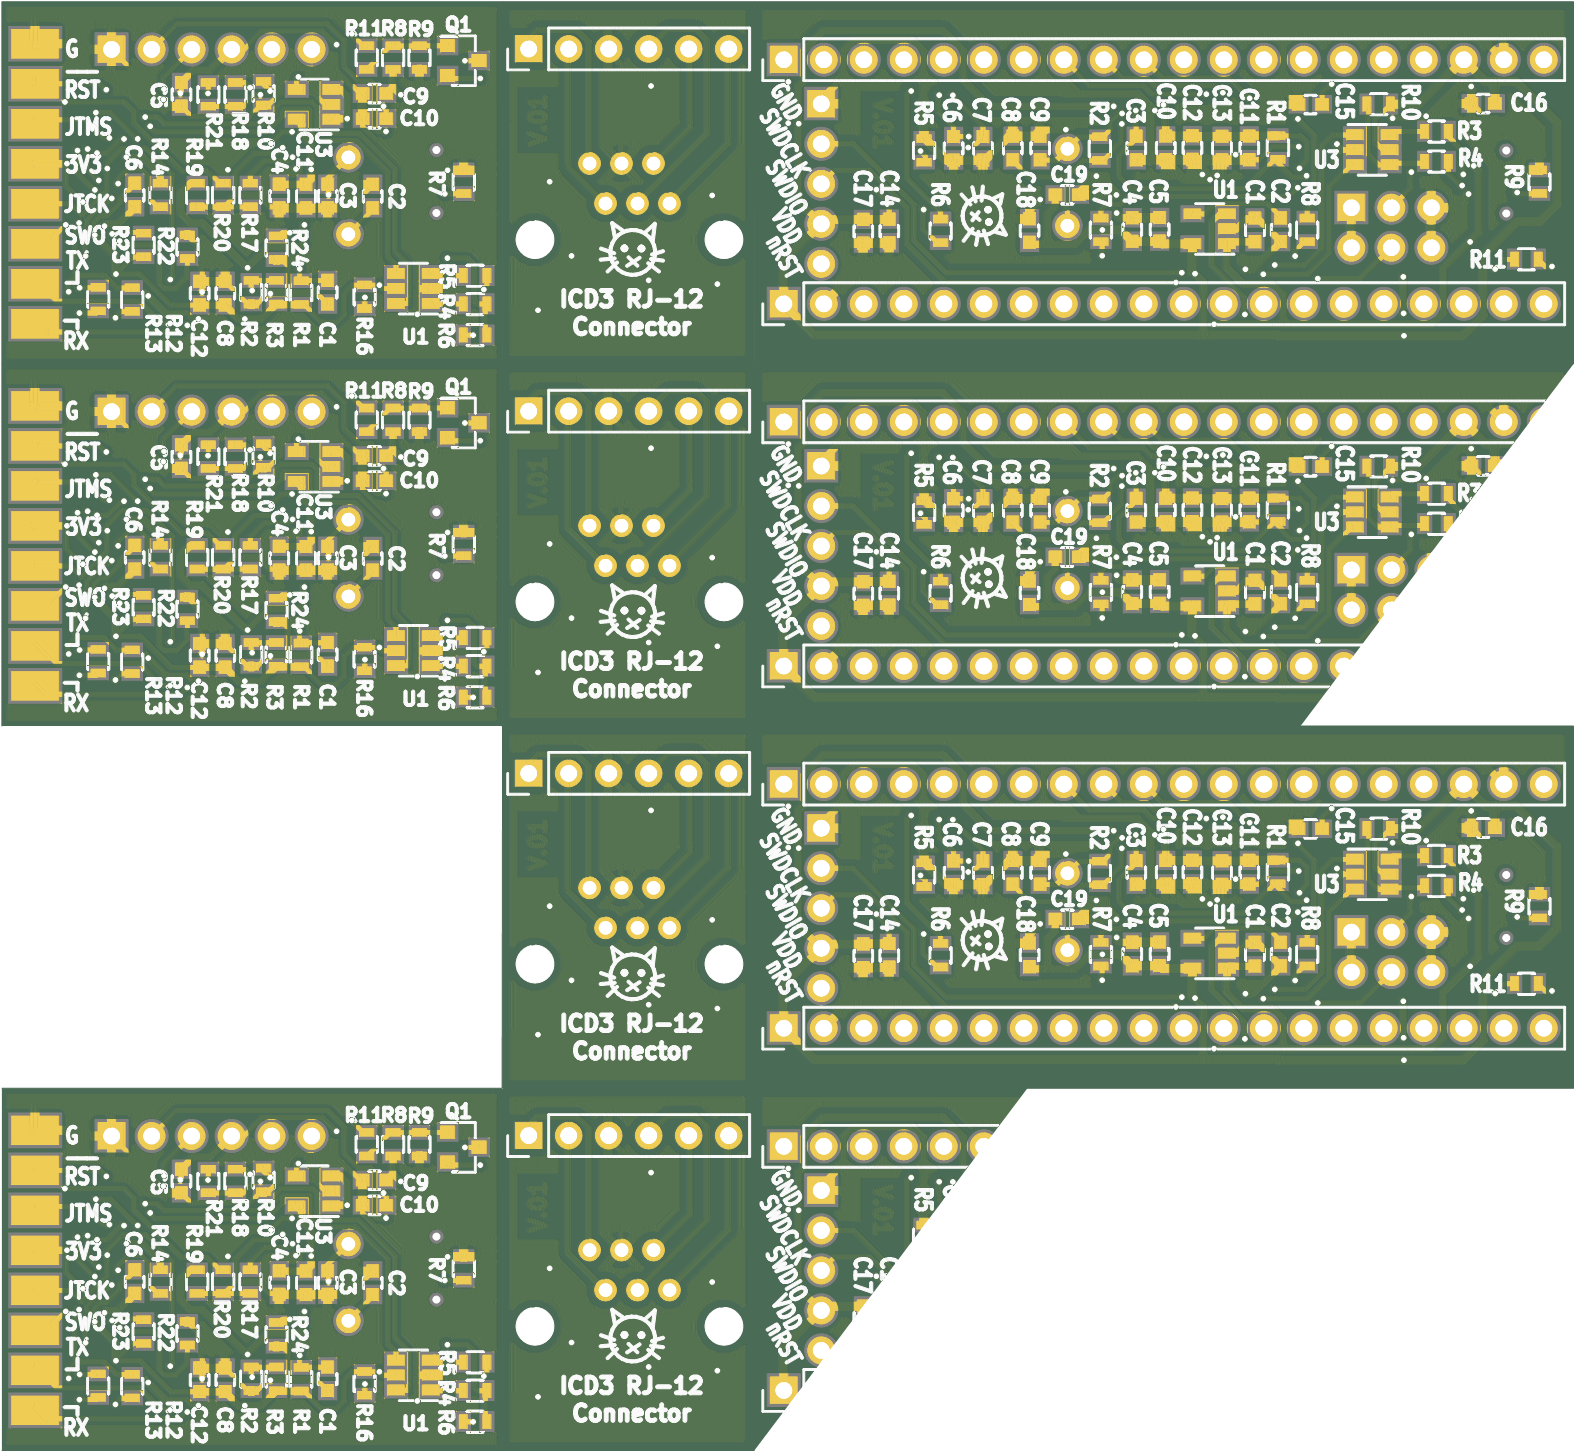 R11 R8 R9 Q1
G
RST
C5 R21 R18 R10 U3 C9
C10
JTMS
3V3
C6 R14 R19 C4 C11
JTCK
C3 C2 R7
SWO
R23 R22 R20 R17 R24
TX
R5 R4 R6
RX
R13 R12 C12 C8 R2 R3 R1 C1 R16 U1
V.01
ICD3 RJ-12
Connector
GND
SWDCLK
SWDIO
VDD
nRST
V.01
R5 C6 C7 C8 C9 R2 C3 C10 C12 C13 C11 R1 C15 R10 C16
R3
R4
U3
C17 C14 R6 C18 C19 R7 C4 C5 U1 C1 C2 R8 R9
R11
R11 R8 R9 Q1
G
RST
C5 R21 R18 R10 U3 C9
C10
JTMS
3V3
C6 R14 R19 C4 C11
JTCK
C3 C2 R7
SWO
R23 R22 R20 R17 R24
TX
R5 R4 R6
RX
R13 R12 C12 C8 R2 R3 R1 C1 R16 U1
V.01
ICD3 RJ-12
Connector
GND
SWDCLK
SWDIO
VDD
nRST
V.01
R5 C6 C7 C8 C9 R2 C3 C10 C12 C13 C11 R1 C15 R10
R3
U3
C17 C14 R6 C18 C19 R7 C4 C5 U1 C1 C2 R8
V.01
ICD3 RJ-12
Connector
GND
SWDCLK
SWDIO
VDD
nRST
V.01
R5 C6 C7 C8 C9 R2 C3 C10 C12 C13 C11 R1 C15 R10 C16
R3
R4
U3
C17 C14 R6 C18 C19 R7 C4 C5 U1 C1 C2 R8 R9
R11
R11 R8 R9 Q1
G
RST
C5 R21 R18 R10 U3 C9
C10
JTMS
3V3
C6 R14 R19 C4 C11
JTCK
C3 C2 R7
SWO
R23 R22 R20 R17 R24
TX
R5 R4 R6
RX
R13 R12 C12 C8 R2 R3 R1 C1 R16 U1
V.01
ICD3 RJ-12
Connector
GND
SWDCLK
SWDIO
VDD
nRST
V.01
R5
C17